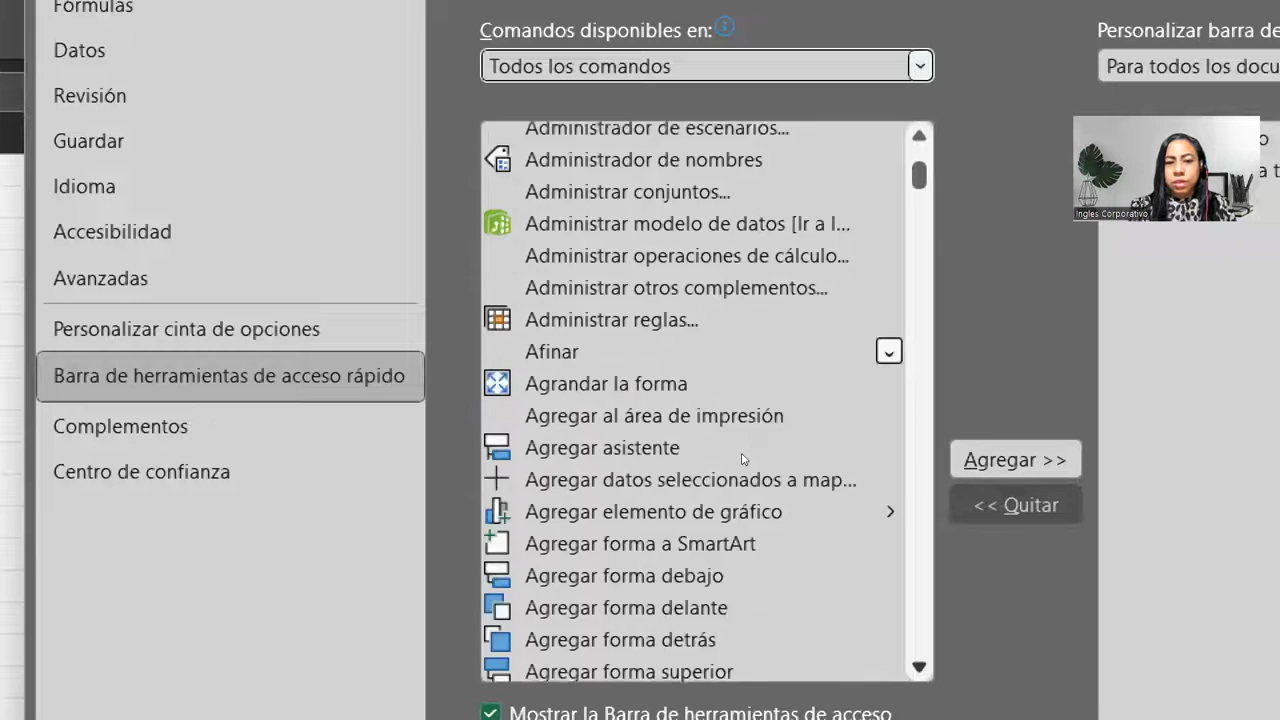 Fórmulas
Datos
Revisión
Guardar
Idioma
Accesibilidad
Avanzadas
Personalizar cinta de opciones
Barra de herramientas de acceso rápido
Complementos
Centro de confianza
Comandos disponibles en:
Todos los comandos
Administrador de escenarios...
Administrador de nombres
Administrar conjuntos...
Administrar modelo de datos [Ir a l...
Administrar operaciones de cálculo...
Administrar otros complementos...
Administrar reglas...
Afinar
Agrandar la forma
Agregar al área de impresión
Agregar asistente
Agregar datos seleccionados a map...
Agregar elemento de gráfico
Agregar forma a SmartArt
Agregar forma debajo
Agregar forma delante
Agregar forma detrás
Agregar forma superior
Mostrar la Barra de herramientas de acceso
Agregar >>
<< Quitar
Personalizar barra de
Para todos los docu
Ingles Corporativo